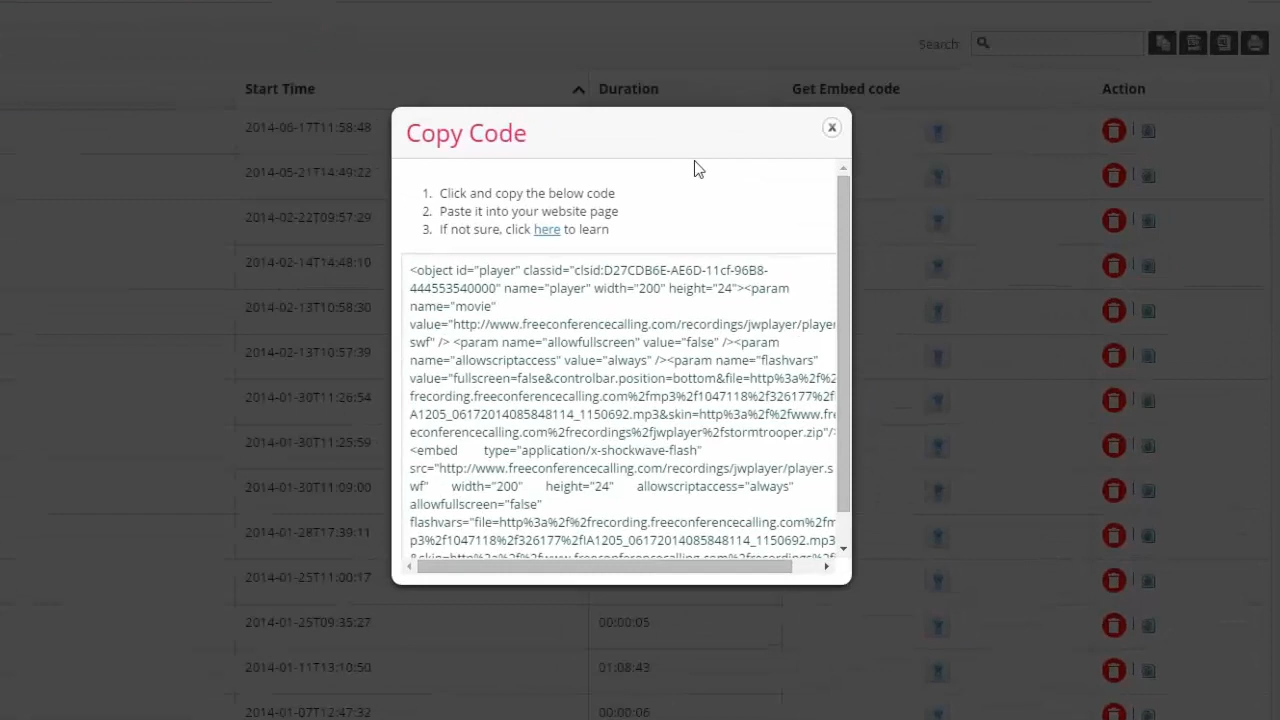 Search:
Start Time
Duration
Get Embed code
Action
2014-06-17T11:58:48
2014-05-21T14:49:22
2014-02-22T09:57:29
2014-02-14T14:48:10
2014-02-13T10:58:30
2014-02-13T10:57:39
2014-01-30T11:26:54
2014-01-30T11:25:59
2014-01-30T11:09:00
2014-01-28T17:39:11
2014-01-25T11:00:17
2014-01-25T09:35:27 00:00:05
2014-01-11T13:10:50 01:08:43
2014-01-07T12:47:32 00:00:06
Copy Code
x
1. Click and copy the below code
2. Paste it into your website page
3. If not sure, click here to learn
<object id="player" classid="clsid:D27CDB6E-AE6D-11cf-96B8-
444553540000" name="player" width="200" height="24"><param
name="movie"
value="http://www.freeconferencecalling.com/recordings/jwplayer/player
swf" /> <param name="allowfullscreen" value="false" /><param
name="allowscriptaccess" value="always" /><param name="flashvars"
value="fullscreen=false&controlbar.position=bottom&file=http%3a%2f%2
frecording.freeconferencecalling.com%2fmp3%2f1047118%2f326177%2f
A1205_06172014085848114_1150692.mp3&skin=http%3a%2f%2fwww.fre
econferencecalling.com%2frecordings%2fjwplayer%2fstormtrooper.zip"/>
<embed type="application/x-shockwave-flash"
src="http://www.freeconferencecalling.com/recordings/jwplayer/player.s
wf" width="200" height="24" allowscriptaccess="always"
allowfullscreen="false"
flashvars="file=http%3a%2f%2frecording.freeconferencecalling.com%2fm
p3%2f1047118%2f326177%2fIA1205_06172014085848114_1150692.mp3
&skin=http%3a%2f%2fwww.freeconferencecalling.com%2frecordings%2f